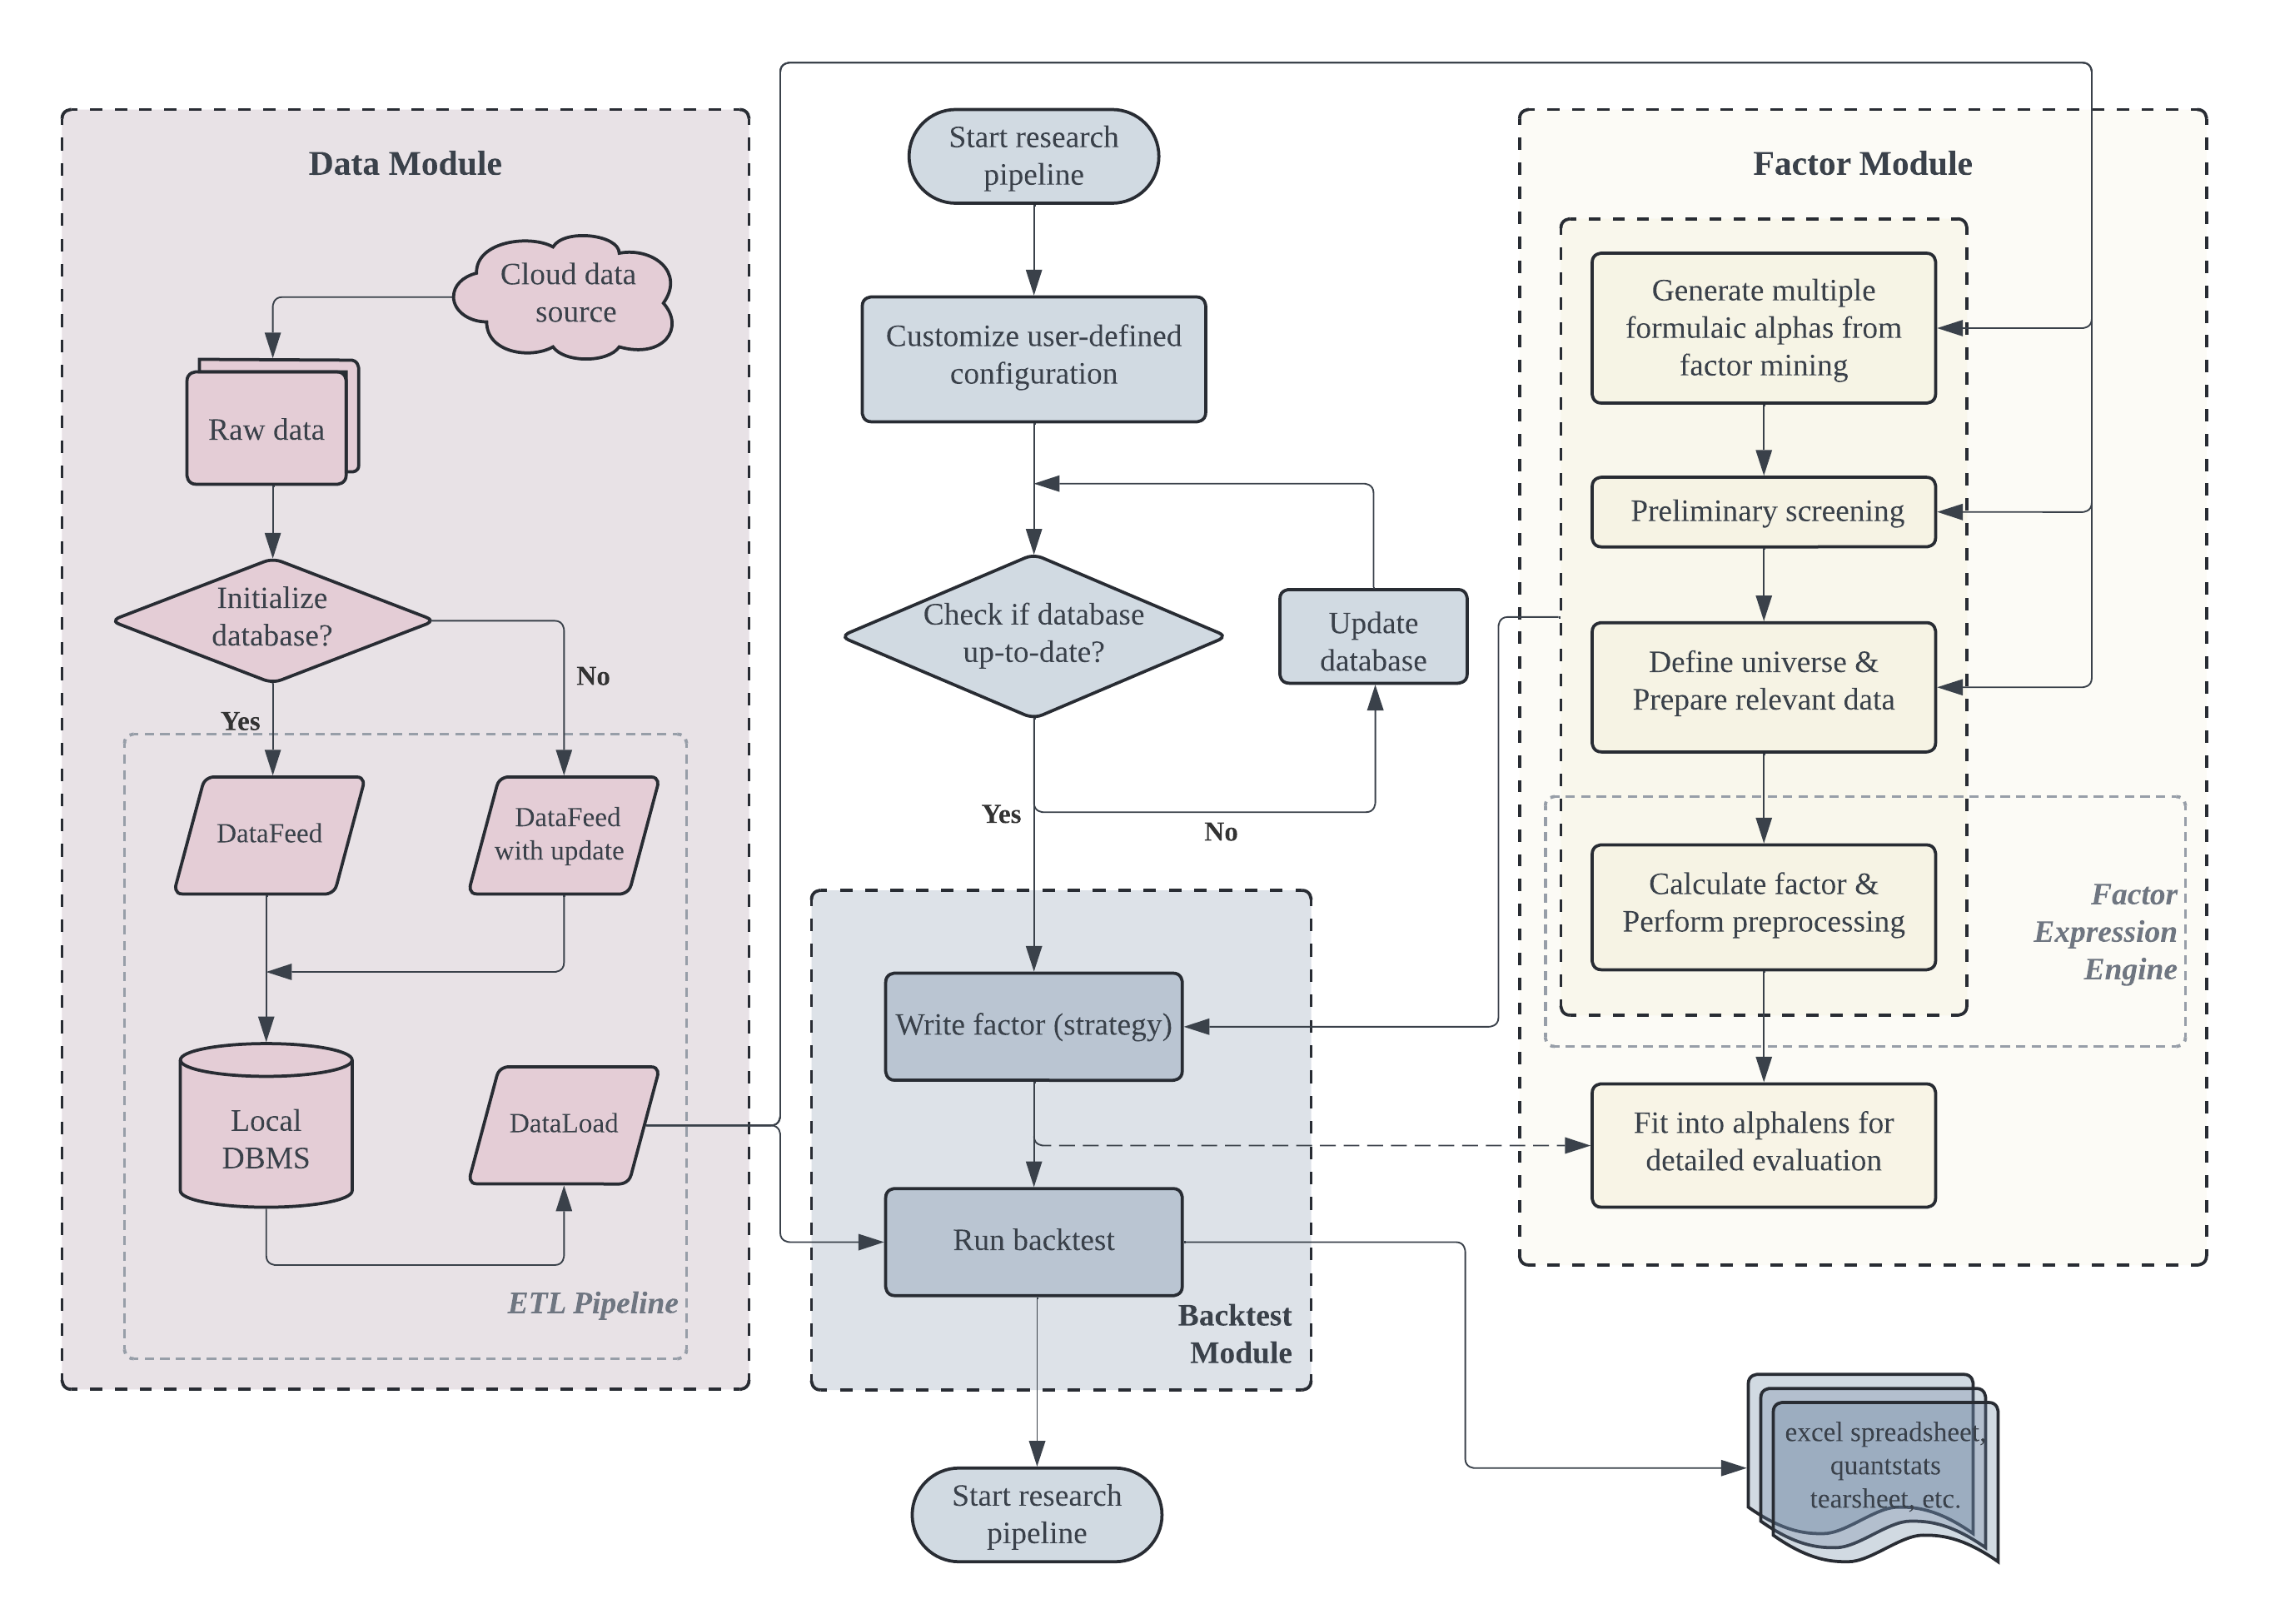 Data Module
Cloud data
source
Raw data
Initialize
database?
No
Yes
DataFeed
DataFeed
with update
Local
DBMS
DataLoad
ETL Pipeline
Start research
pipeline
Customize user-defined
configuration
Check if database
up-to-date?
Update
database
Yes
No
Write factor (strategy)
Run backtest
Backtest
Module
Start research
pipeline
Factor Module
Generate multiple
formulaic alphas from
factor mining
Preliminary screening
Define universe &
Prepare relevant data
Calculate factor &
Perform preprocessing
Factor
Expression
Engine
Fit into alphalens for
detailed evaluation
excel spreadsheet,
quantstats
tearsheet, etc.